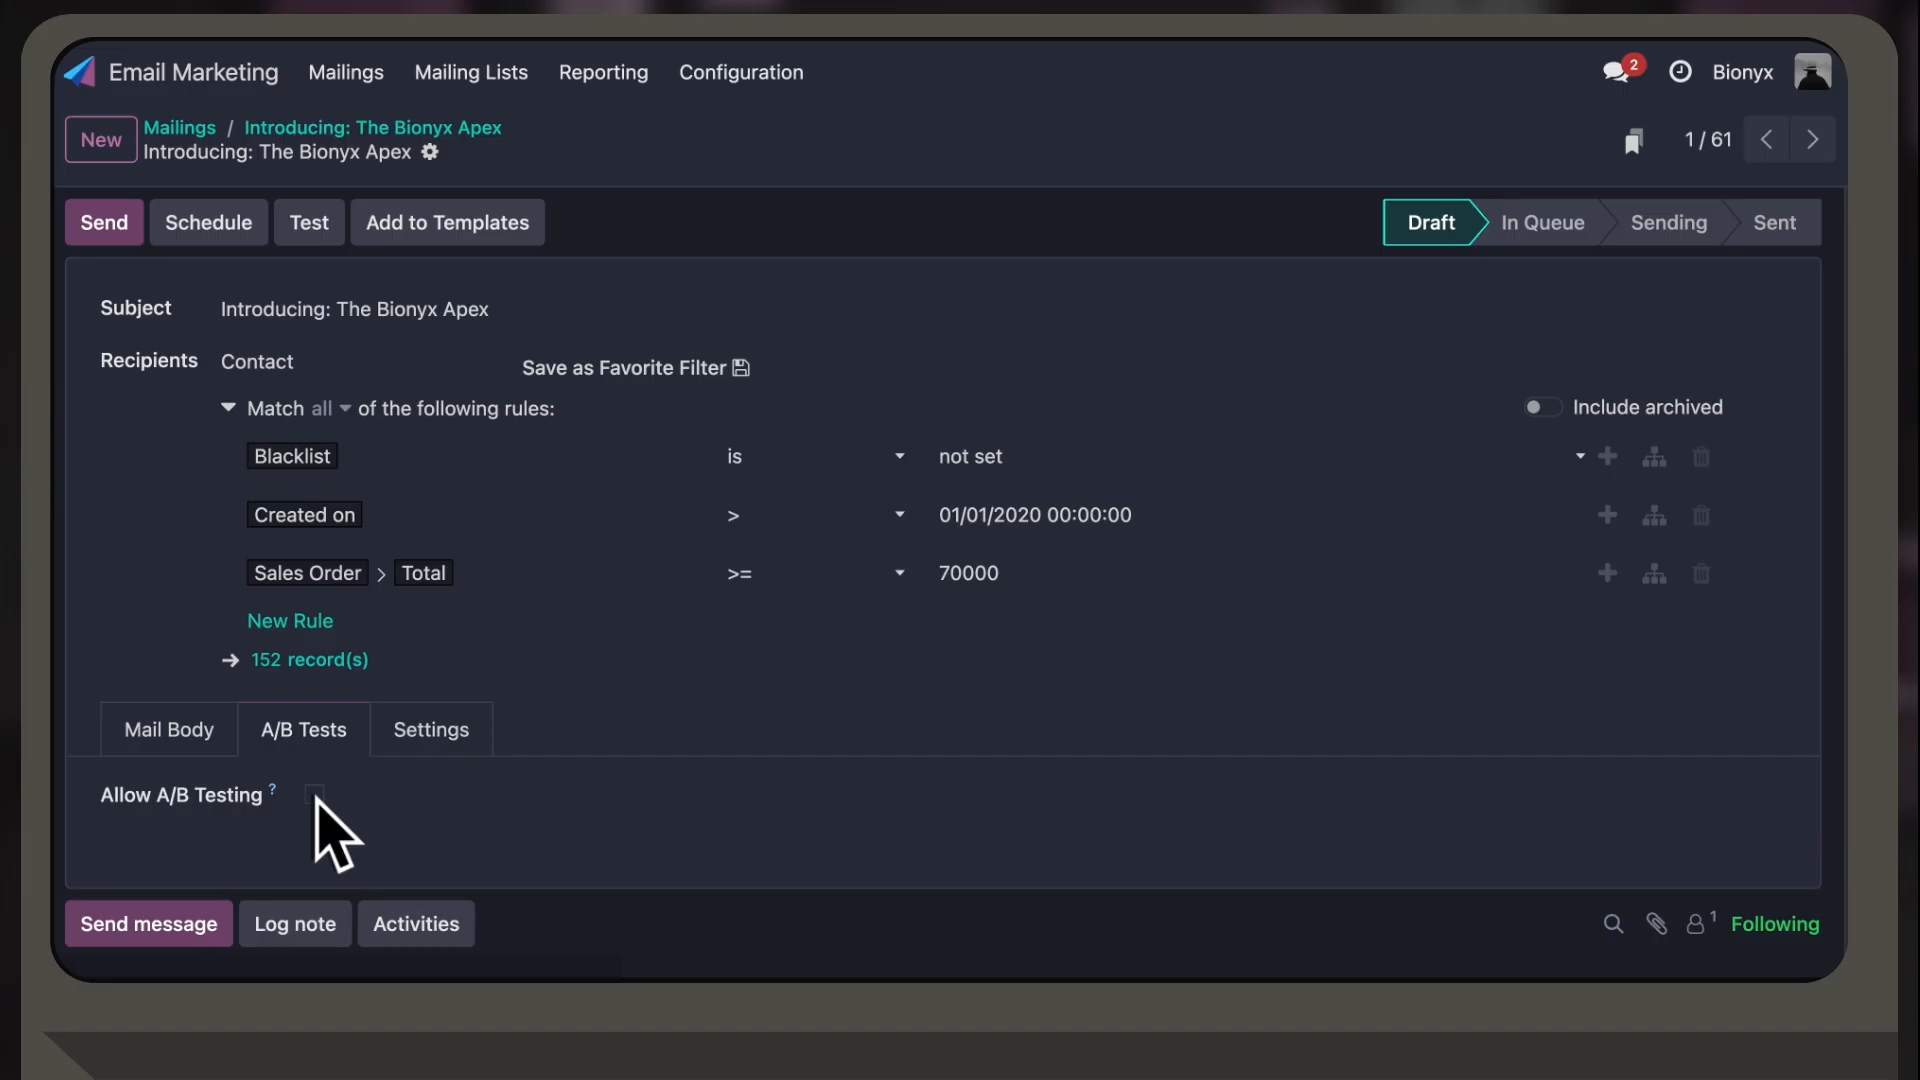 Email Marketing Mailings Mailing Lists Reporting Configuration 2 Bionyx
New Mailings / Introducing: The Bionyx Apex
Introducing: The Bionyx Apex
1 / 61
Send Schedule Test Add to Templates Draft In Queue Sending Sent
Subject Introducing: The Bionyx Apex
Recipients Contact Save as Favorite Filter
Match all of the following rules: Include archived
Blacklist is not set
Created on > 01/01/2020 00:00:00
Sales Order > Total >= 70000
New Rule
→ 152 record(s)
Mail Body A/B Tests Settings
Allow A/B Testing ?
Send message Log note Activities 1 Following